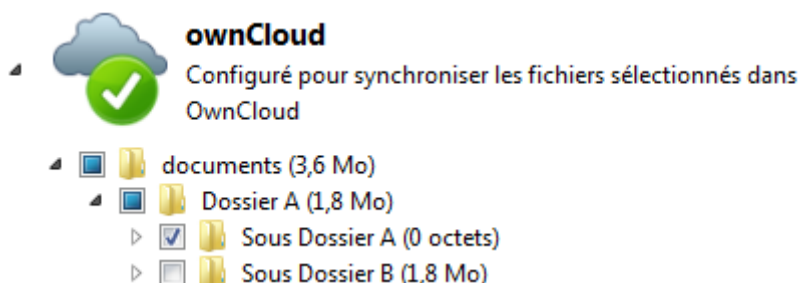 ownCloud
Configuré pour synchroniser les fichiers sélectionnés dans
OwnCloud
documents (3,6 Mo)
Dossier A (1,8 Mo)
Sous Dossier A (0 octets)
Sous Dossier B (1,8 Mo)